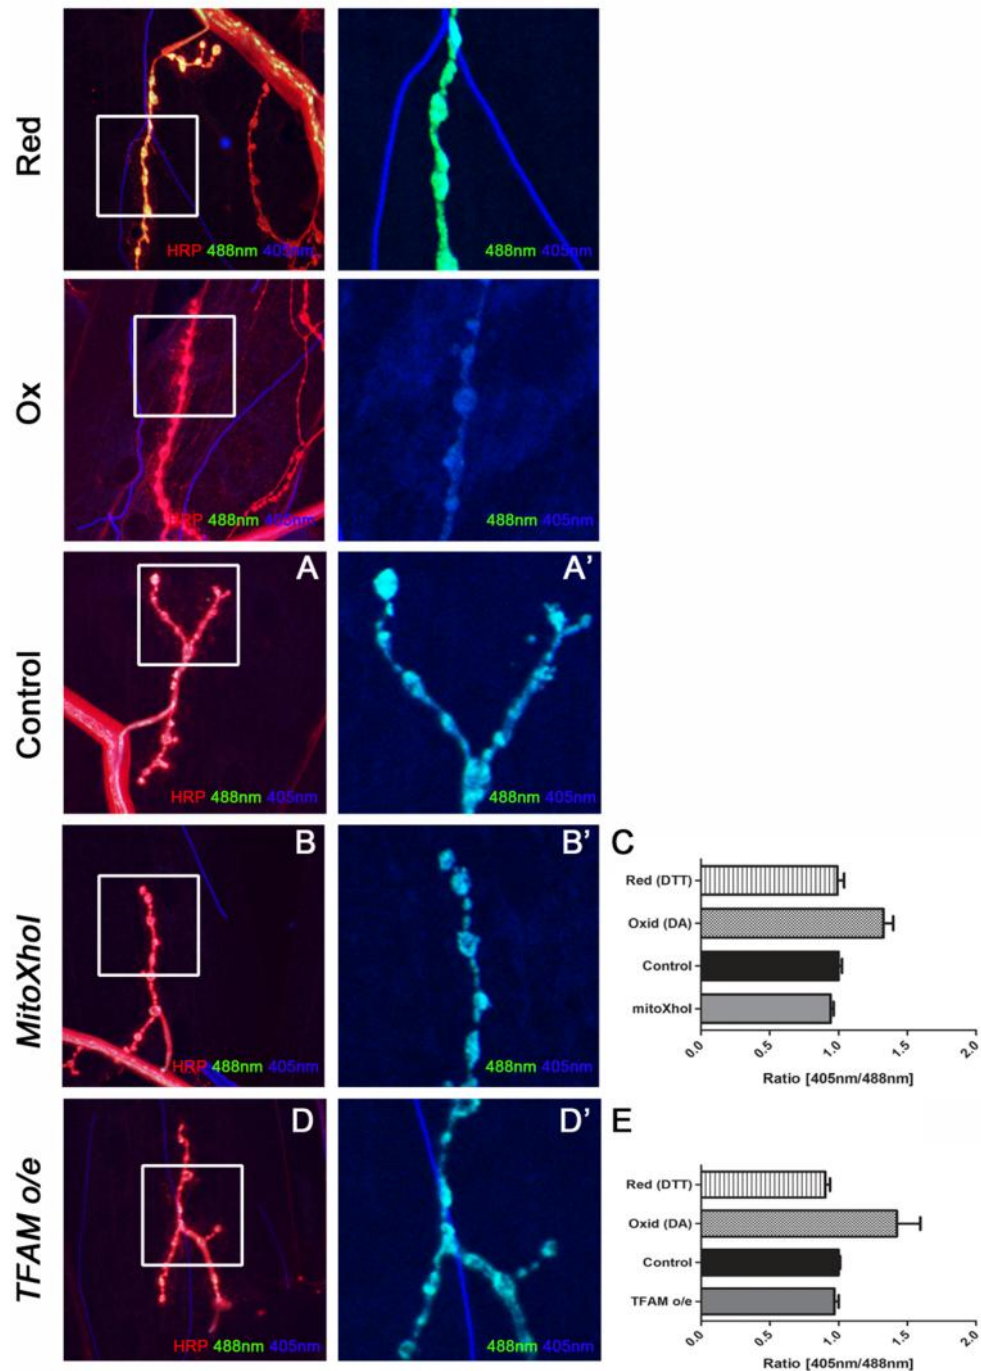 Red
HRP 488nm 405nm
488nm 405nm
Ox
HRP 488nm 405nm
488nm 405nm
Control
A
HRP 488nm 405nm
A'
488nm 405nm
MitoXhoI
B
HRP 488nm 405nm
B'
488nm 405nm
C
Red (DTT)
Oxid (DA)
Control
mitoXhoI
0.0 0.5 1.0 1.5 2.0
Ratio [405nm/488nm]
TFAM o/e
D
HRP 488nm 405nm
D'
488nm 405nm
E
Red (DTT)
Oxid (DA)
Control
TFAM o/e
0.0 0.5 1.0 1.5 2.0
Ratio [405nm/488nm]